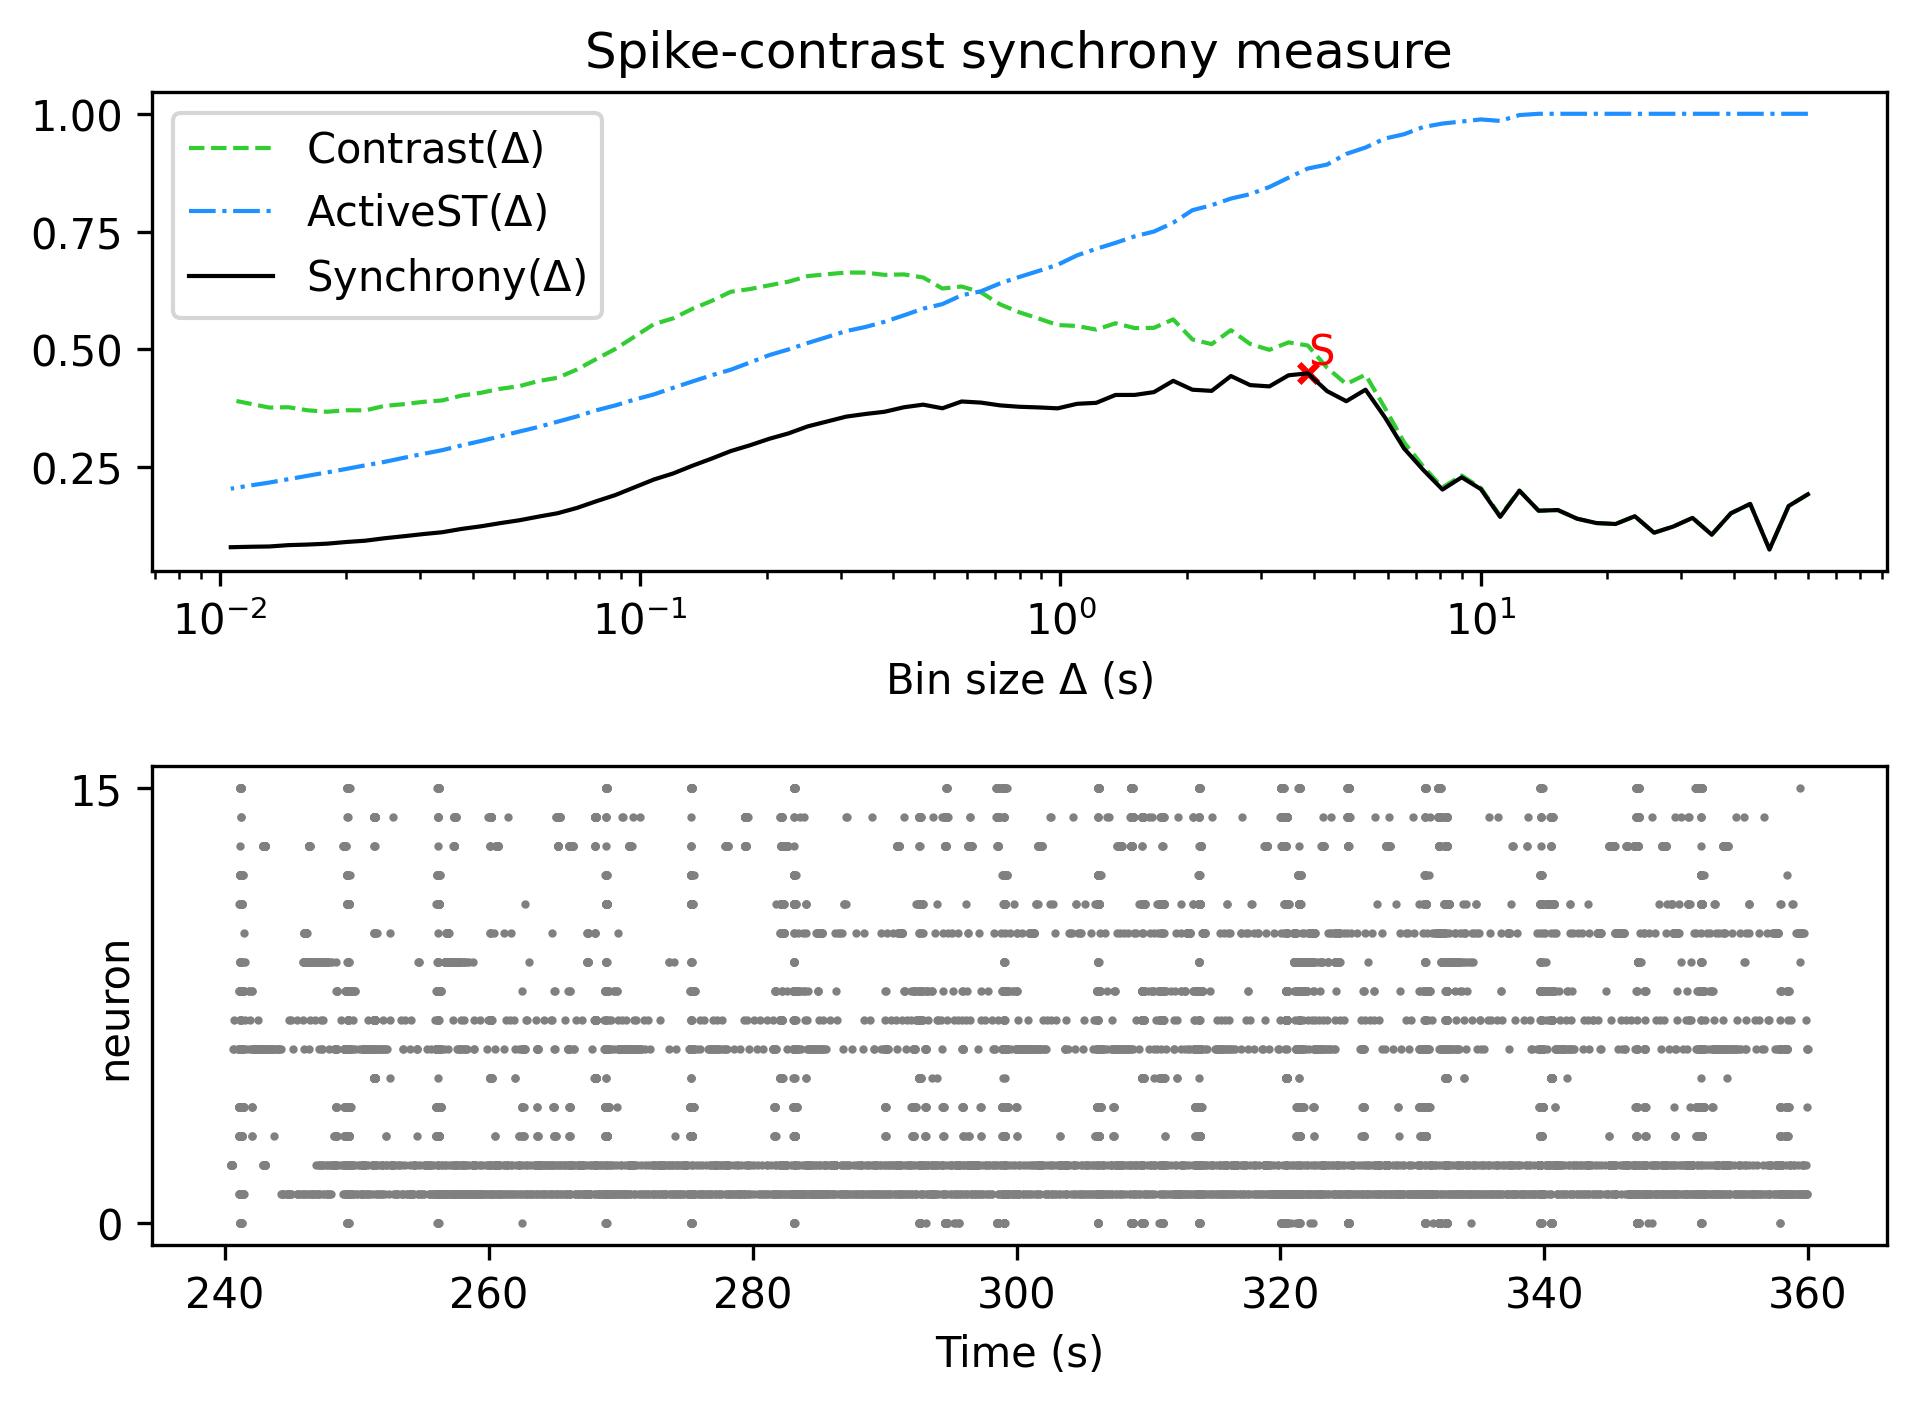 Spike-contrast synchrony measure
1.00
0.75
0.50
0.25
Contrast(Δ)
ActiveST(Δ)
Synchrony(Δ)
S
10⁻² 10⁻¹ 10⁰ 10¹
Bin size Δ (s)
15
0
neuron
240 260 280 300 320 340 360
Time (s)